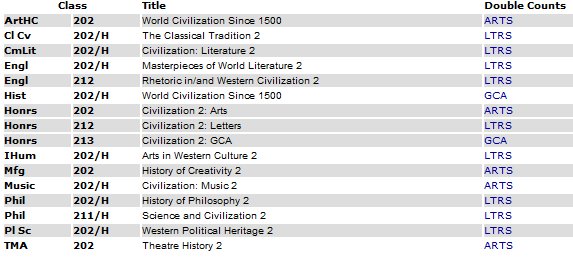 Class Title Double Counts
ArtHC 202 World Civilization Since 1500 ARTS
Cl Cv 202/H The Classical Tradition 2 LTRS
CmLit 202/H Civilization: Literature 2 LTRS
Engl 202/H Masterpieces of World Literature 2 LTRS
Engl 212 Rhetoric in/and Western Civilization 2 LTRS
Hist 202/H World Civilization Since 1500 GCA
Honrs 202 Civilization 2: Arts ARTS
Honrs 212 Civilization 2: Letters LTRS
Honrs 213 Civilization 2: GCA GCA
IHum 202/H Arts in Western Culture 2 LTRS
Mfg 202 History of Creativity 2 ARTS
Music 202/H Civilization: Music 2 ARTS
Phil 202/H History of Philosophy 2 LTRS
Phil 211/H Science and Civilization 2 LTRS
Pl Sc 202/H Western Political Heritage 2 LTRS
TMA 202 Theatre History 2 ARTS